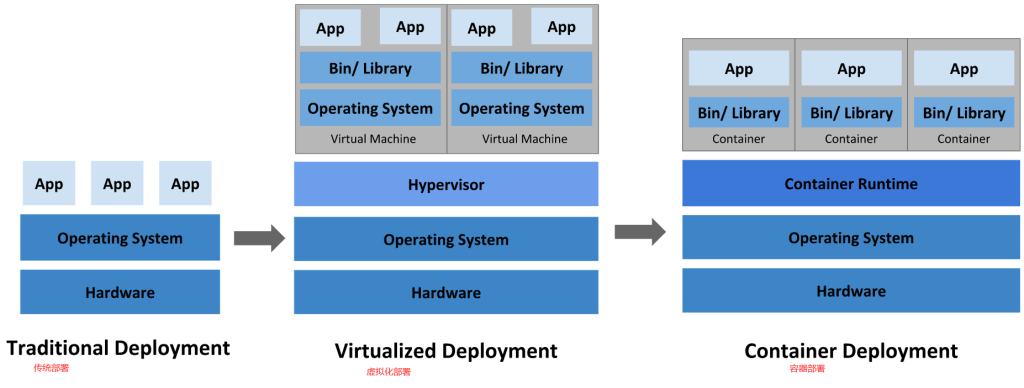 App
App
App
Operating System
Hardware
Traditional Deployment
传统部署
App
App
App
App
Bin/ Library
Bin/ Library
Operating System
Operating System
Virtual Machine
Virtual Machine
Hypervisor
Operating System
Hardware
Virtualized Deployment
虚拟化部署
App
App
App
Bin/ Library
Bin/ Library
Bin/ Library
Container
Container
Container
Container Runtime
Operating System
Hardware
Container Deployment
容器部署